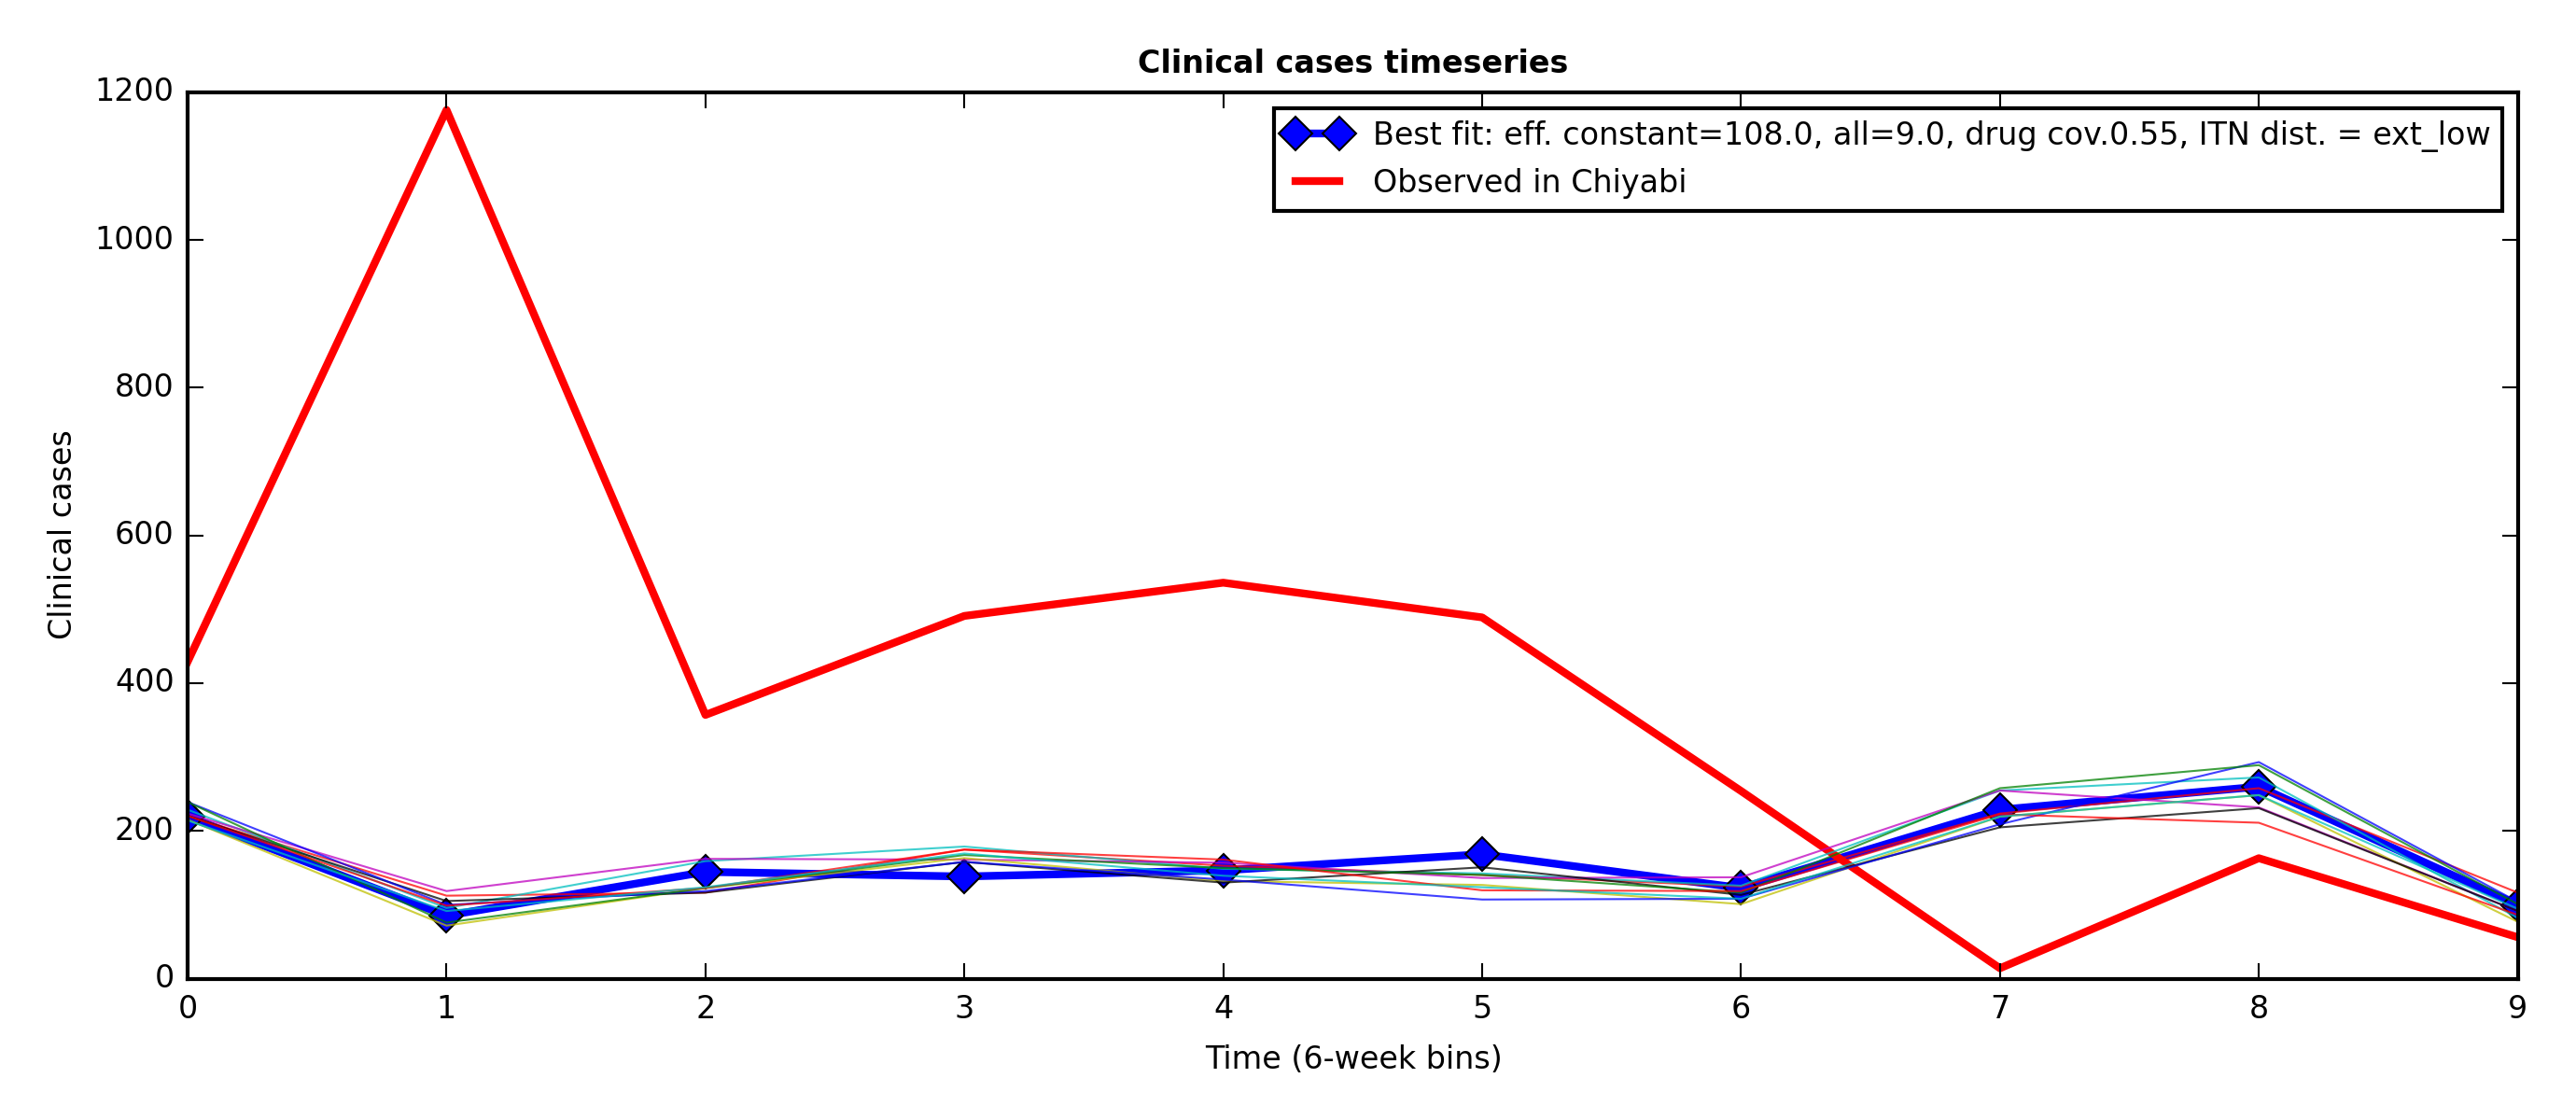 Clinical cases timeseries
1200
1000
800
600
400
200
0
Clinical cases
Best fit: eff. constant=108.0, all=9.0, drug cov.0.55, ITN dist. = ext_low
Observed in Chiyabi
0 1 2 3 4 5 6 7 8 9
Time (6-week bins)